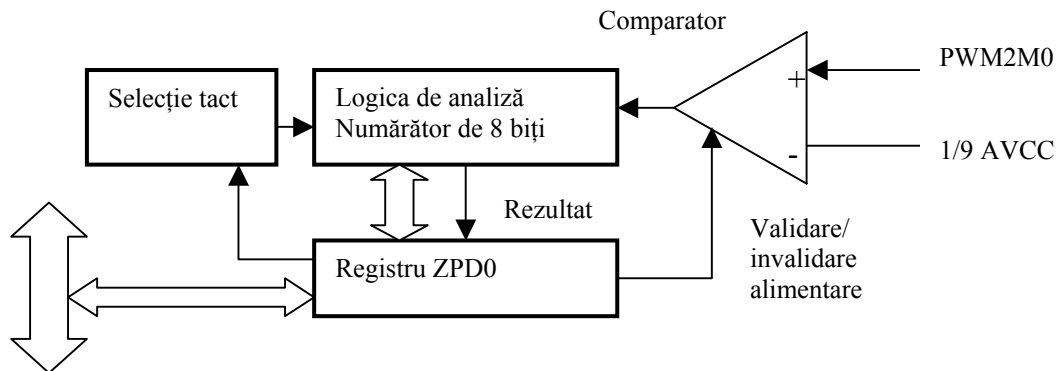 Comparator
PWM2M0
Selecție tact
Logica de analiză
Numărător de 8 biți
+
-
1/9 AVCC
Rezultat
Validare/
invalidare
alimentare
Registru ZPD0